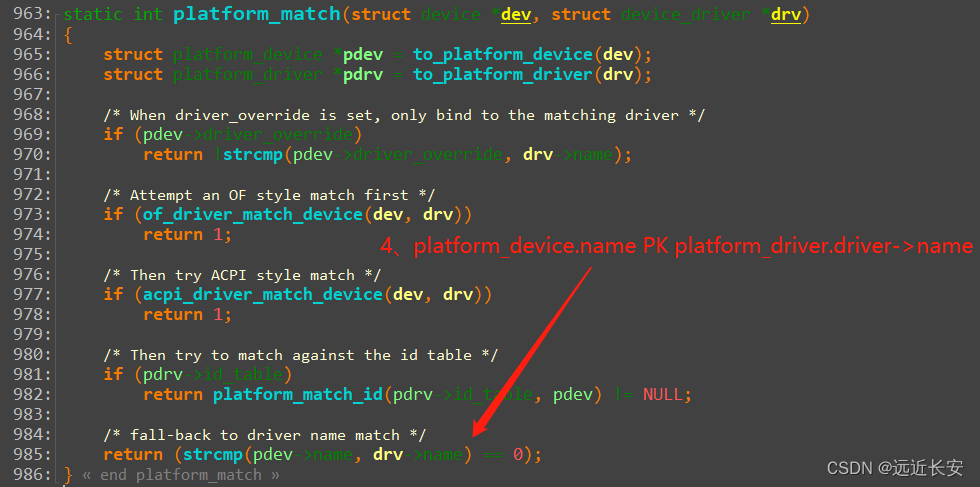 963: static int platform_match(struct device *dev, struct device_driver *drv)
964: {
965: struct platform_device *pdev = to_platform_device(dev);
966: struct platform_driver *pdrv = to_platform_driver(drv);
967:
968: /* When driver_override is set, only bind to the matching driver */
969: if (pdev->driver_override)
970: return !strcmp(pdev->driver_override, drv->name);
971:
972: /* Attempt an OF style match first */
973: if (of_driver_match_device(dev, drv))
974: return 1;
4、platform_device.name PK platform_driver.driver->name
975:
976: /* Then try ACPI style match */
977: if (acpi_driver_match_device(dev, drv))
978: return 1;
979:
980: /* Then try to match against the id table */
981: if (pdrv->id_table)
982: return platform_match_id(pdrv->id_table, pdev) != NULL;
983:
984: /* fall-back to driver name match */
985: return (strcmp(pdev->name, drv->name) == 0);
986: } « end platform_match »
CSDN @远近长安